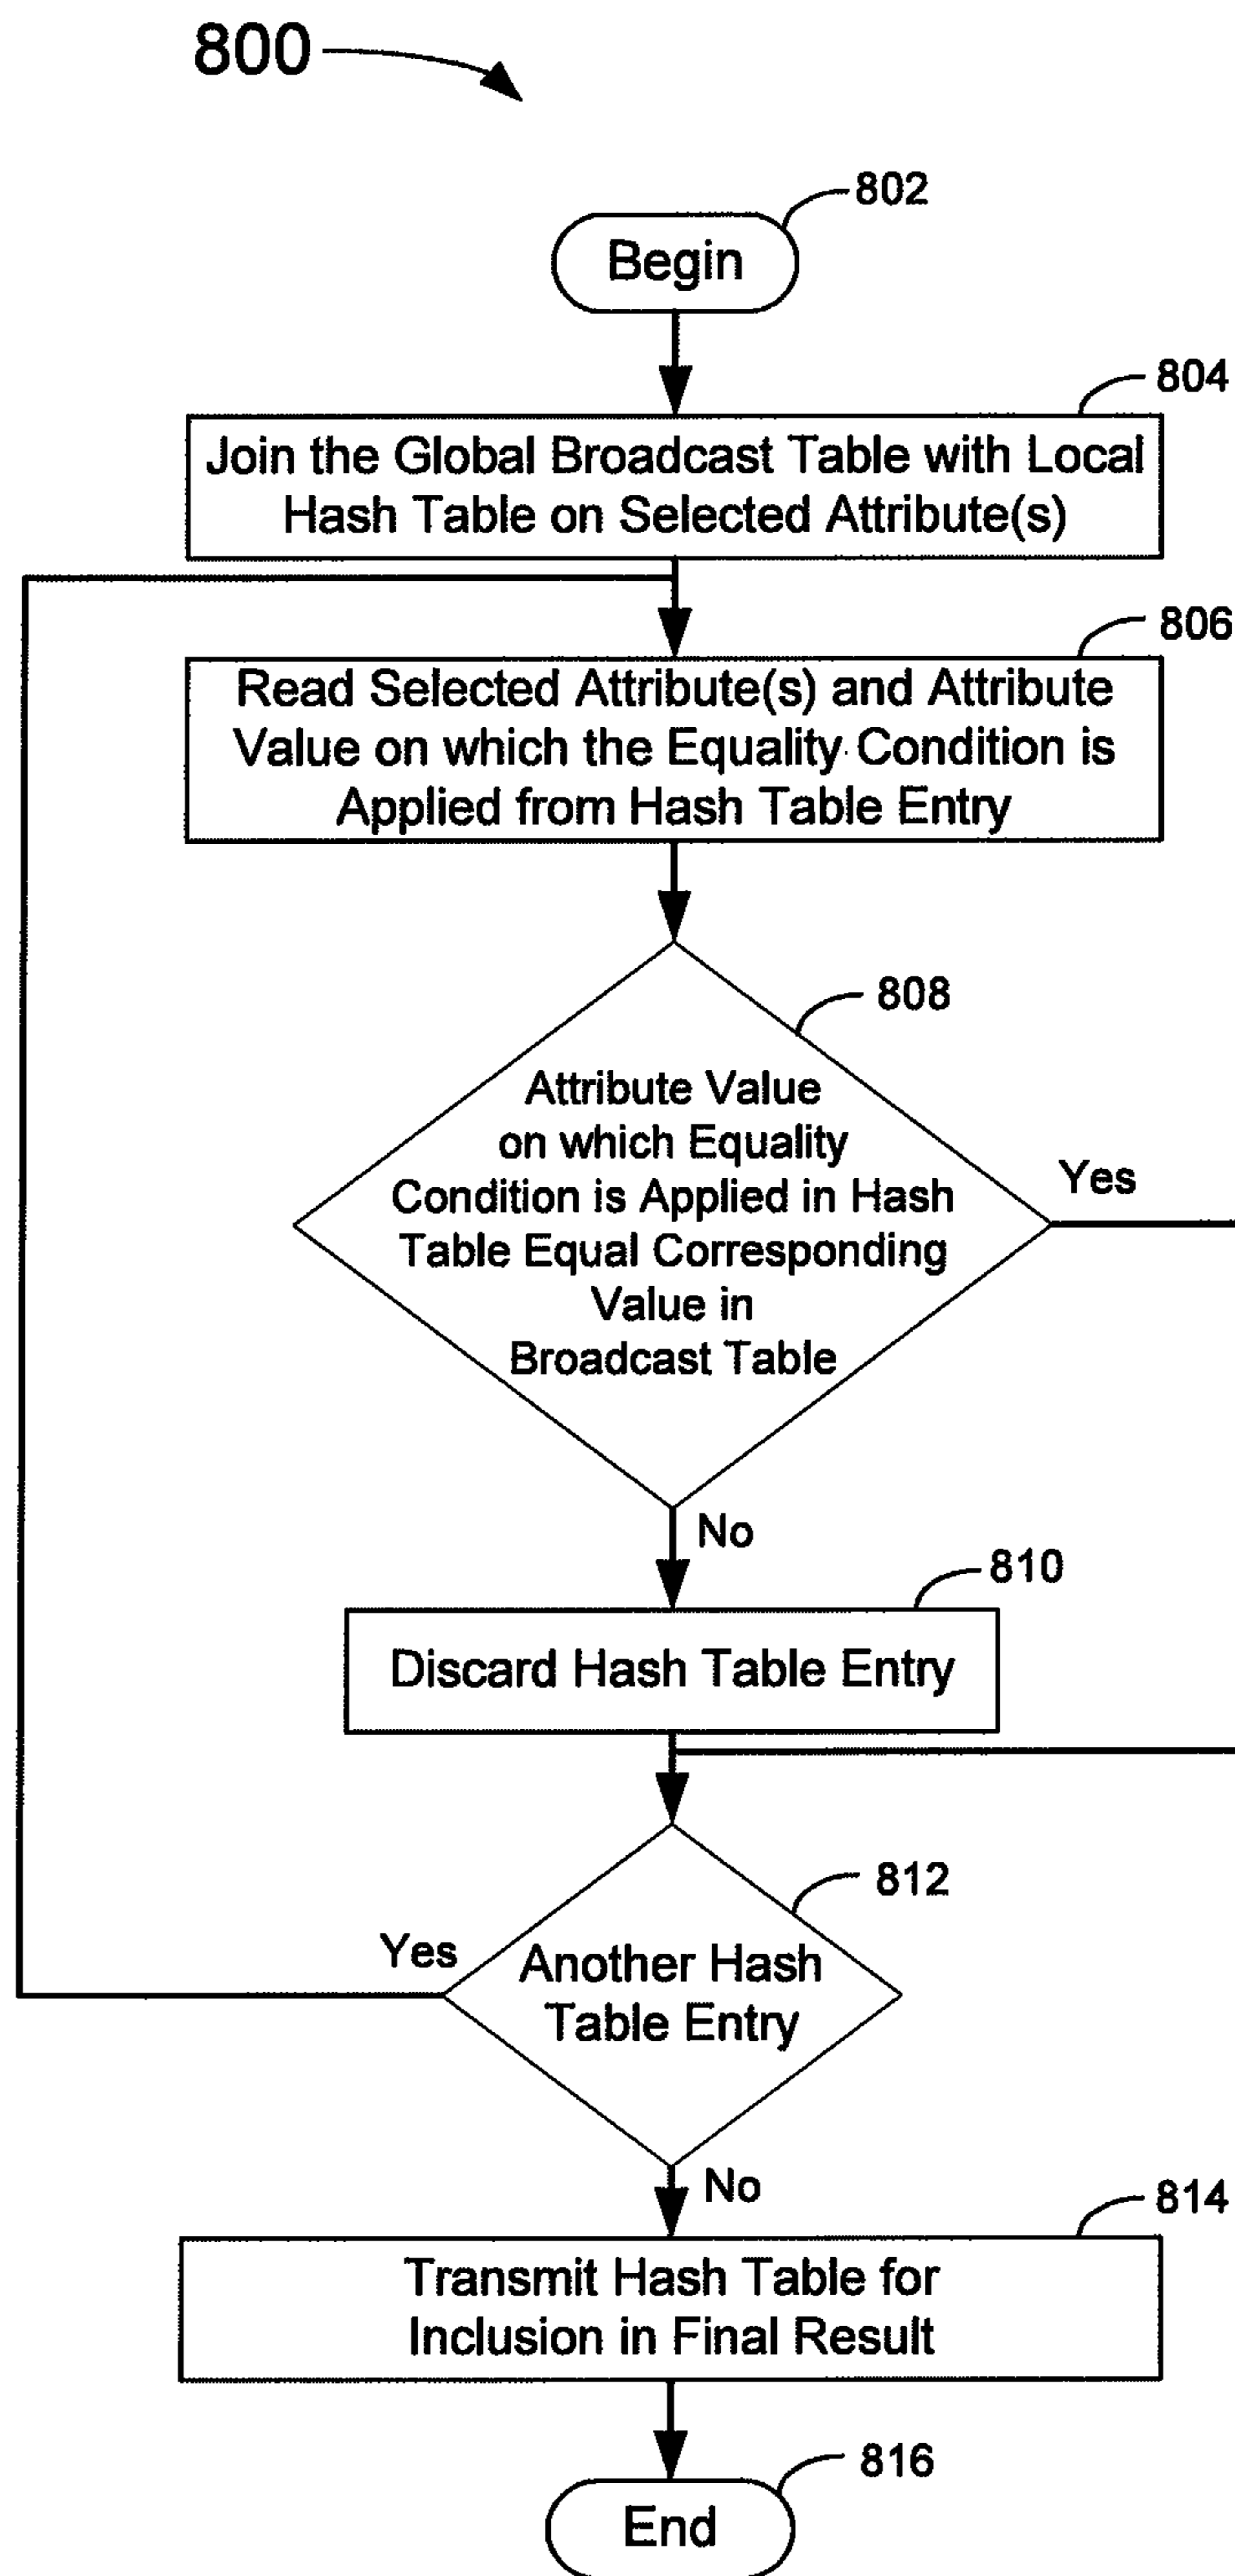 800
802
Begin
804
Join the Global Broadcast Table with Local
Hash Table on Selected Attribute(s)
806
Read Selected Attribute(s) and Attribute
Value on which the Equality Condition is
Applied from Hash Table Entry
808
Attribute Value
on which Equality
Condition is Applied in Hash
Table Equal Corresponding
Value in
Broadcast Table
Yes
No
810
Discard Hash Table Entry
812
Yes
Another Hash
Table Entry
No
814
Transmit Hash Table for
Inclusion in Final Result
816
End